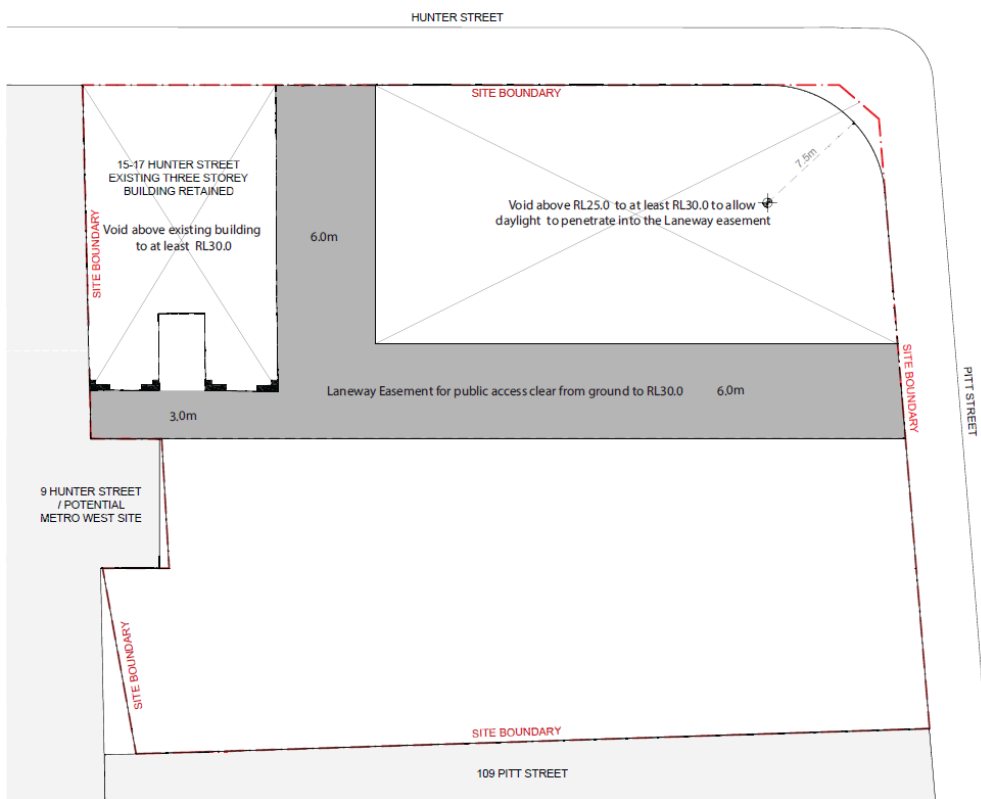 HUNTER STREET
SITE BOUNDARY
7.5m
15-17 HUNTER STREET
EXISTING THREE STOREY
BUILDING RETAINED
Void above existing building
to at least RL30.0
SITE BOUNDARY
6.0m
Void above RL25.0 to at least RL30.0 to allow
daylight to penetrate into the Laneway easement
SITE BOUNDARY
PITT STREET
Laneway Easement for public access clear from ground to RL30.0
6.0m
3.0m
9 HUNTER STREET
/ POTENTIAL
METRO WEST SITE
SITE BOUNDARY
SITE BOUNDARY
109 PITT STREET